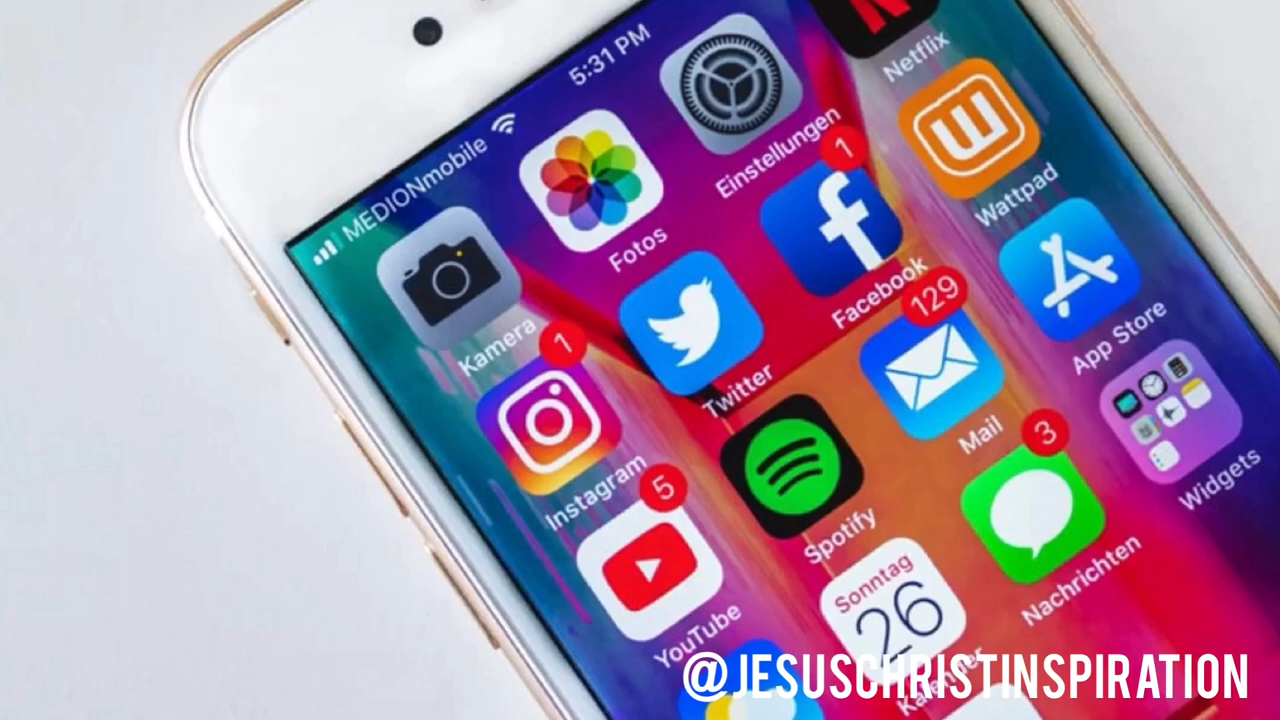 MEDIONmobile
5:31 PM
Kamera
Fotos
Einstellungen
Netflix
1
Instagram
Twitter
1
Facebook
Wattpad
5
YouTube
Spotify
129
Mail
App Store
Sonntag
26
Kalender
3
Nachrichten
Widgets
@JESUSCHRISTINSPIRATION